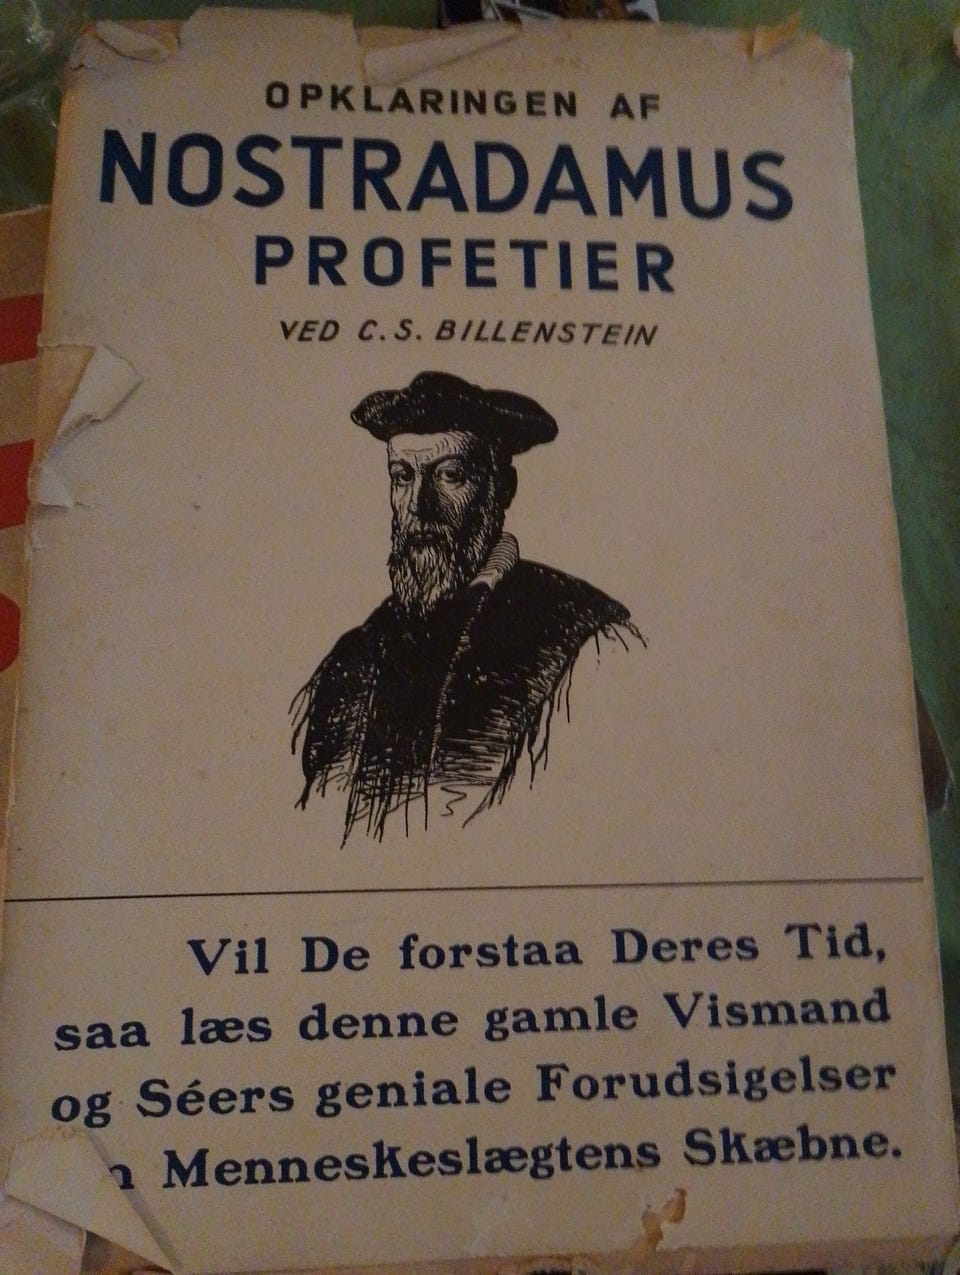 OPKLARINGEN AF
NOSTRADAMUS
PROFETIER
VED C.S. BILLENSTEIN
Vil De forstaa Deres Tid,
saa læs denne gamle Vismand
og Séers geniale Forudsigelser
Menneskeslægtens Skæbne.